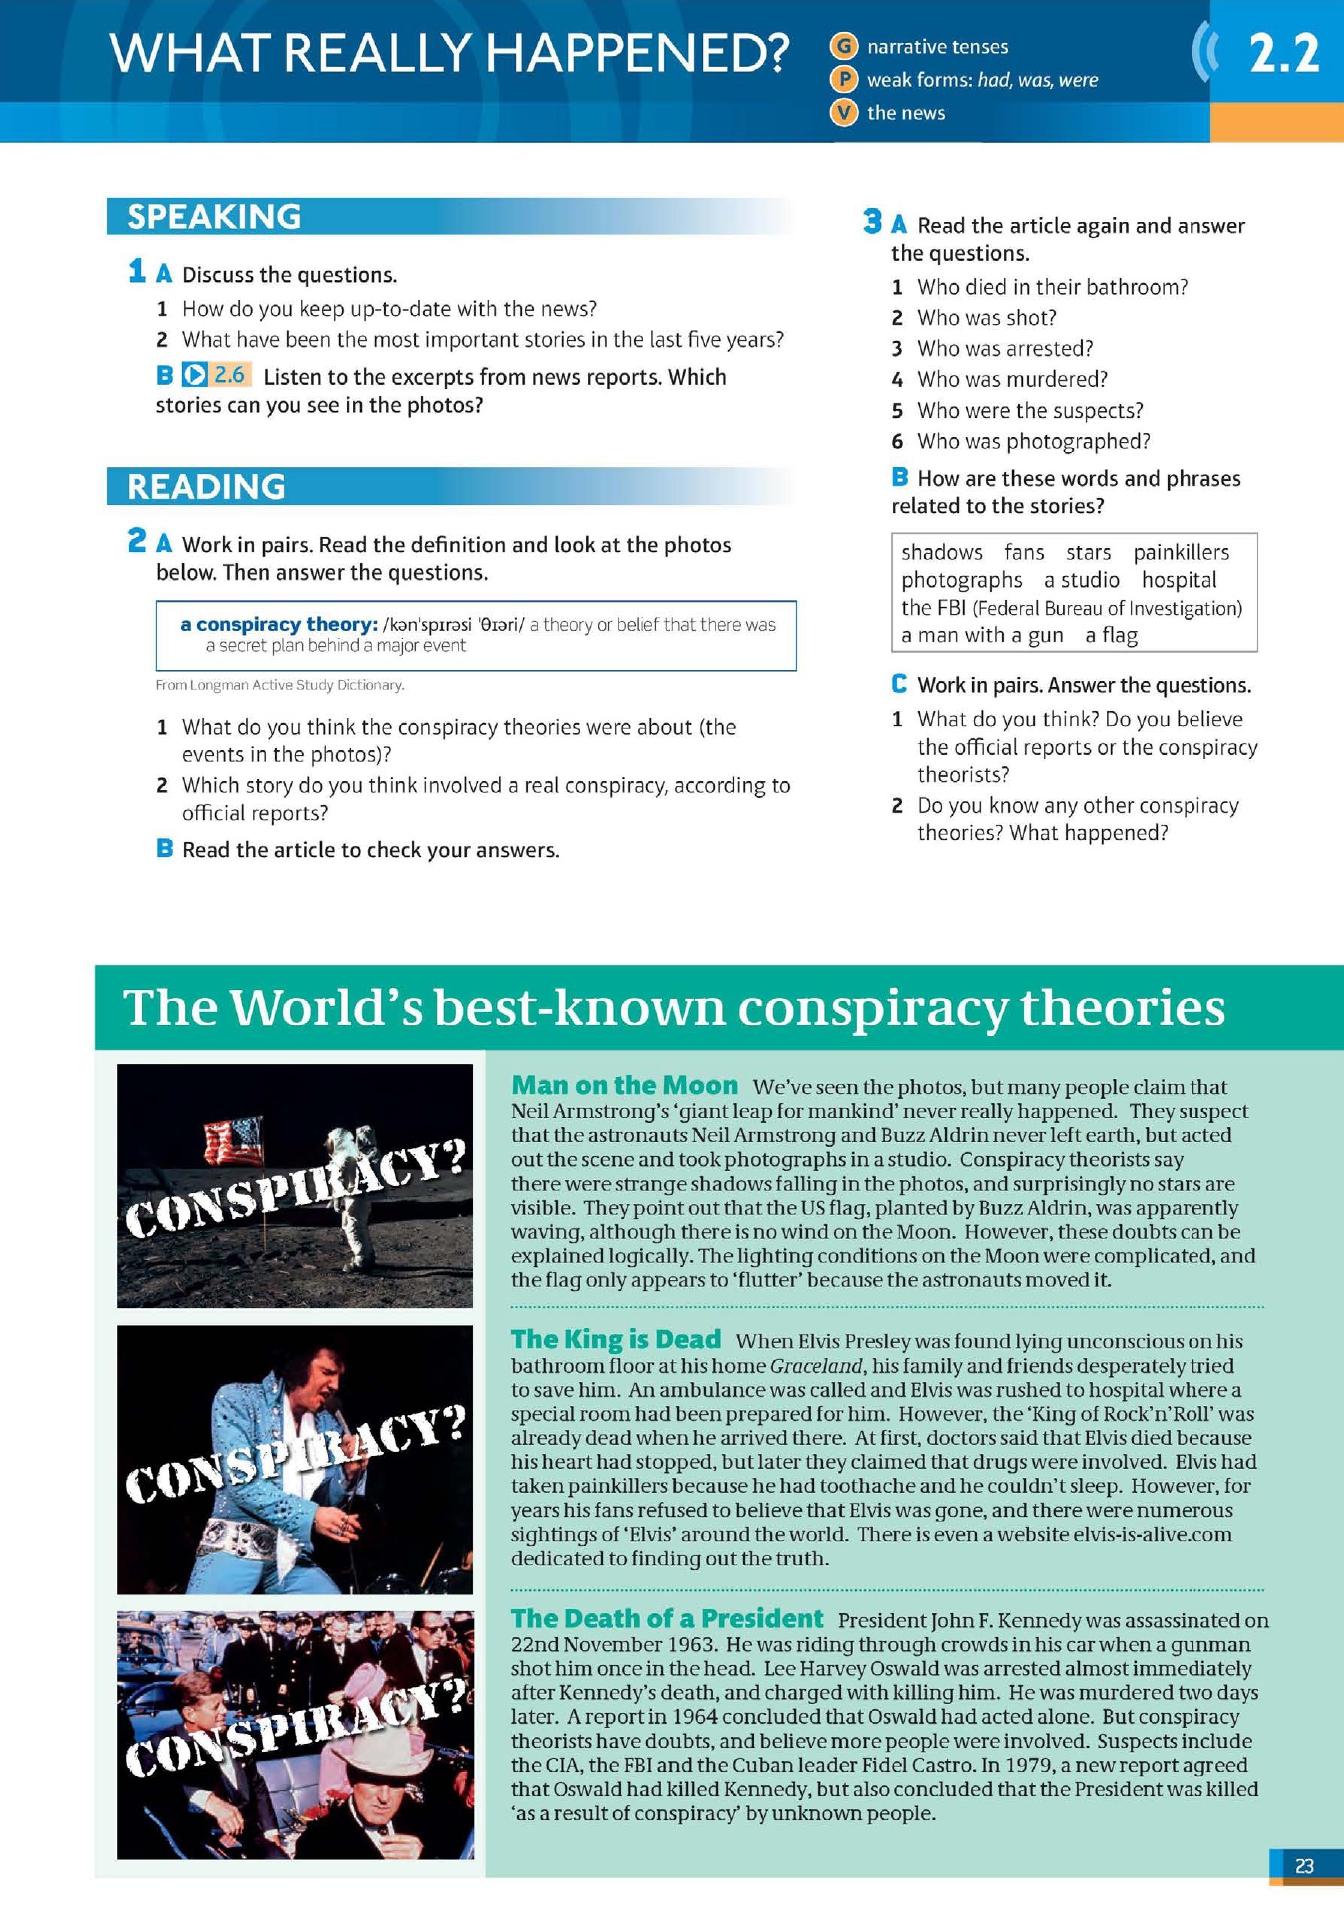 WHAT REALLY HAPPENED?
G narrative tenses
P weak forms: had, was, were
V the news
2.2
SPEAKING
1 A Discuss the questions.
1 How do you keep up-to-date with the news?
2 What have been the most important stories in the last five years?
B 2.6 Listen to the excerpts from news reports. Which
stories can you see in the photos?
READING
2 A Work in pairs. Read the definition and look at the photos
below. Then answer the questions.
a conspiracy theory: /kən'spɪrəsi 'θɪəri/ a theory or belief that there was
a secret plan behind a major event
From Longman Active Study Dictionary.
1 What do you think the conspiracy theories were about (the
events in the photos)?
2 Which story do you think involved a real conspiracy, according to
official reports?
B Read the article to check your answers.
3 A Read the article again and answer
the questions.
1 Who died in their bathroom?
2 Who was shot?
3 Who was arrested?
4 Who was murdered?
5 Who were the suspects?
6 Who was photographed?
B How are these words and phrases
related to the stories?
shadows fans stars painkillers
photographs a studio hospital
the FBI (Federal Bureau of Investigation)
a man with a gun a flag
C Work in pairs. Answer the questions.
1 What do you think? Do you believe
the official reports or the conspiracy
theorists?
2 Do you know any other conspiracy
theories? What happened?
The World's best-known conspiracy theories
CONSPIRACY?
Man on the Moon We've seen the photos, but many people claim that
Neil Armstrong's 'giant leap for mankind' never really happened. They suspect
that the astronauts Neil Armstrong and Buzz Aldrin never left earth, but acted
out the scene and took photographs in a studio. Conspiracy theorists say
there were strange shadows falling in the photos, and surprisingly no stars are
visible. They point out that the US flag, planted by Buzz Aldrin, was apparently
waving, although there is no wind on the Moon. However, these doubts can be
explained logically. The lighting conditions on the Moon were complicated, and
the flag only appears to 'flutter' because the astronauts moved it.
CONSPIRACY?
The King is Dead When Elvis Presley was found lying unconscious on his
bathroom floor at his home Graceland, his family and friends desperately tried
to save him. An ambulance was called and Elvis was rushed to hospital where a
special room had been prepared for him. However, the 'King of Rock'n'Roll' was
already dead when he arrived there. At first, doctors said that Elvis died because
his heart had stopped, but later they claimed that drugs were involved. Elvis had
taken painkillers because he had toothache and he couldn't sleep. However, for
years his fans refused to believe that Elvis was gone, and there were numerous
sightings of 'Elvis' around the world. There is even a website elvis-is-alive.com
dedicated to finding out the truth.
CONSPIRACY?
The Death of a President President John F. Kennedy was assassinated on
22nd November 1963. He was riding through crowds in his car when a gunman
shot him once in the head. Lee Harvey Oswald was arrested almost immediately
after Kennedy's death, and charged with killing him. He was murdered two days
later. A report in 1964 concluded that Oswald had acted alone. But conspiracy
theorists have doubts, and believe more people were involved. Suspects include
the CIA, the FBI and the Cuban leader Fidel Castro. In 1979, a new report agreed
that Oswald had killed Kennedy, but also concluded that the President was killed
'as a result of conspiracy' by unknown people.
23